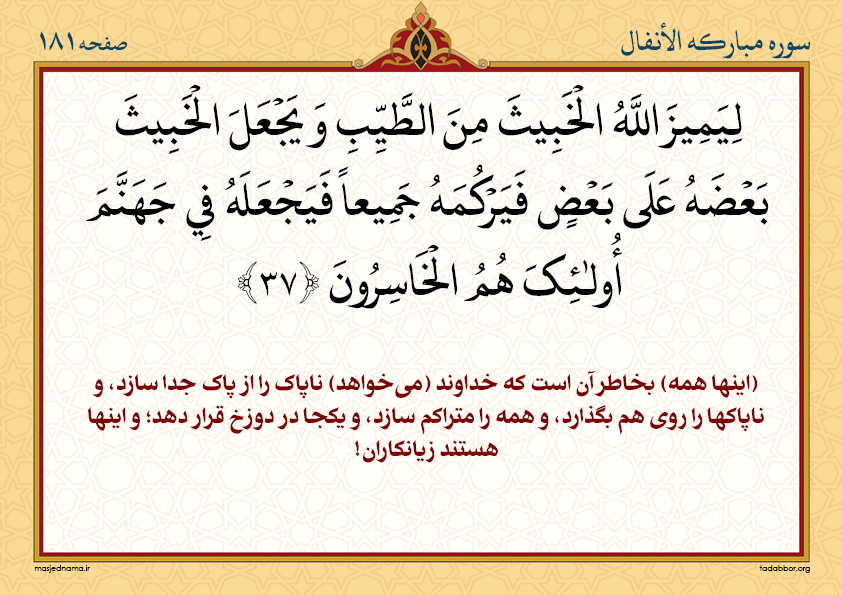 سوره مبارکه الأنفال
صفحه ۱۸۱
لِيَمِيزَ اللَّهُ الْخَبِيثَ مِنَ الطَّيِّبِ وَ يَجْعَلَ الْخَبِيثَ
بَعْضَهُ عَلَى بَعْضٍ فَيَرْكُمَهُ جَمِيعاً فَيَجْعَلَهُ فِي جَهَنَّمَ
أُولٰئِکَ هُمُ الْخَاسِرُونَ ﴿۳۷﴾
(اینها همه) بخاطر آن است که خداوند (می‌خواهد) ناپاک را از پاک جدا سازد، و
ناپاکها را روی هم بگذارد، و همه را متراکم سازد، و یکجا در دوزخ قرار دهد؛ و اینها
هستند زیانکاران!
masjednama.ir
tadabbor.org